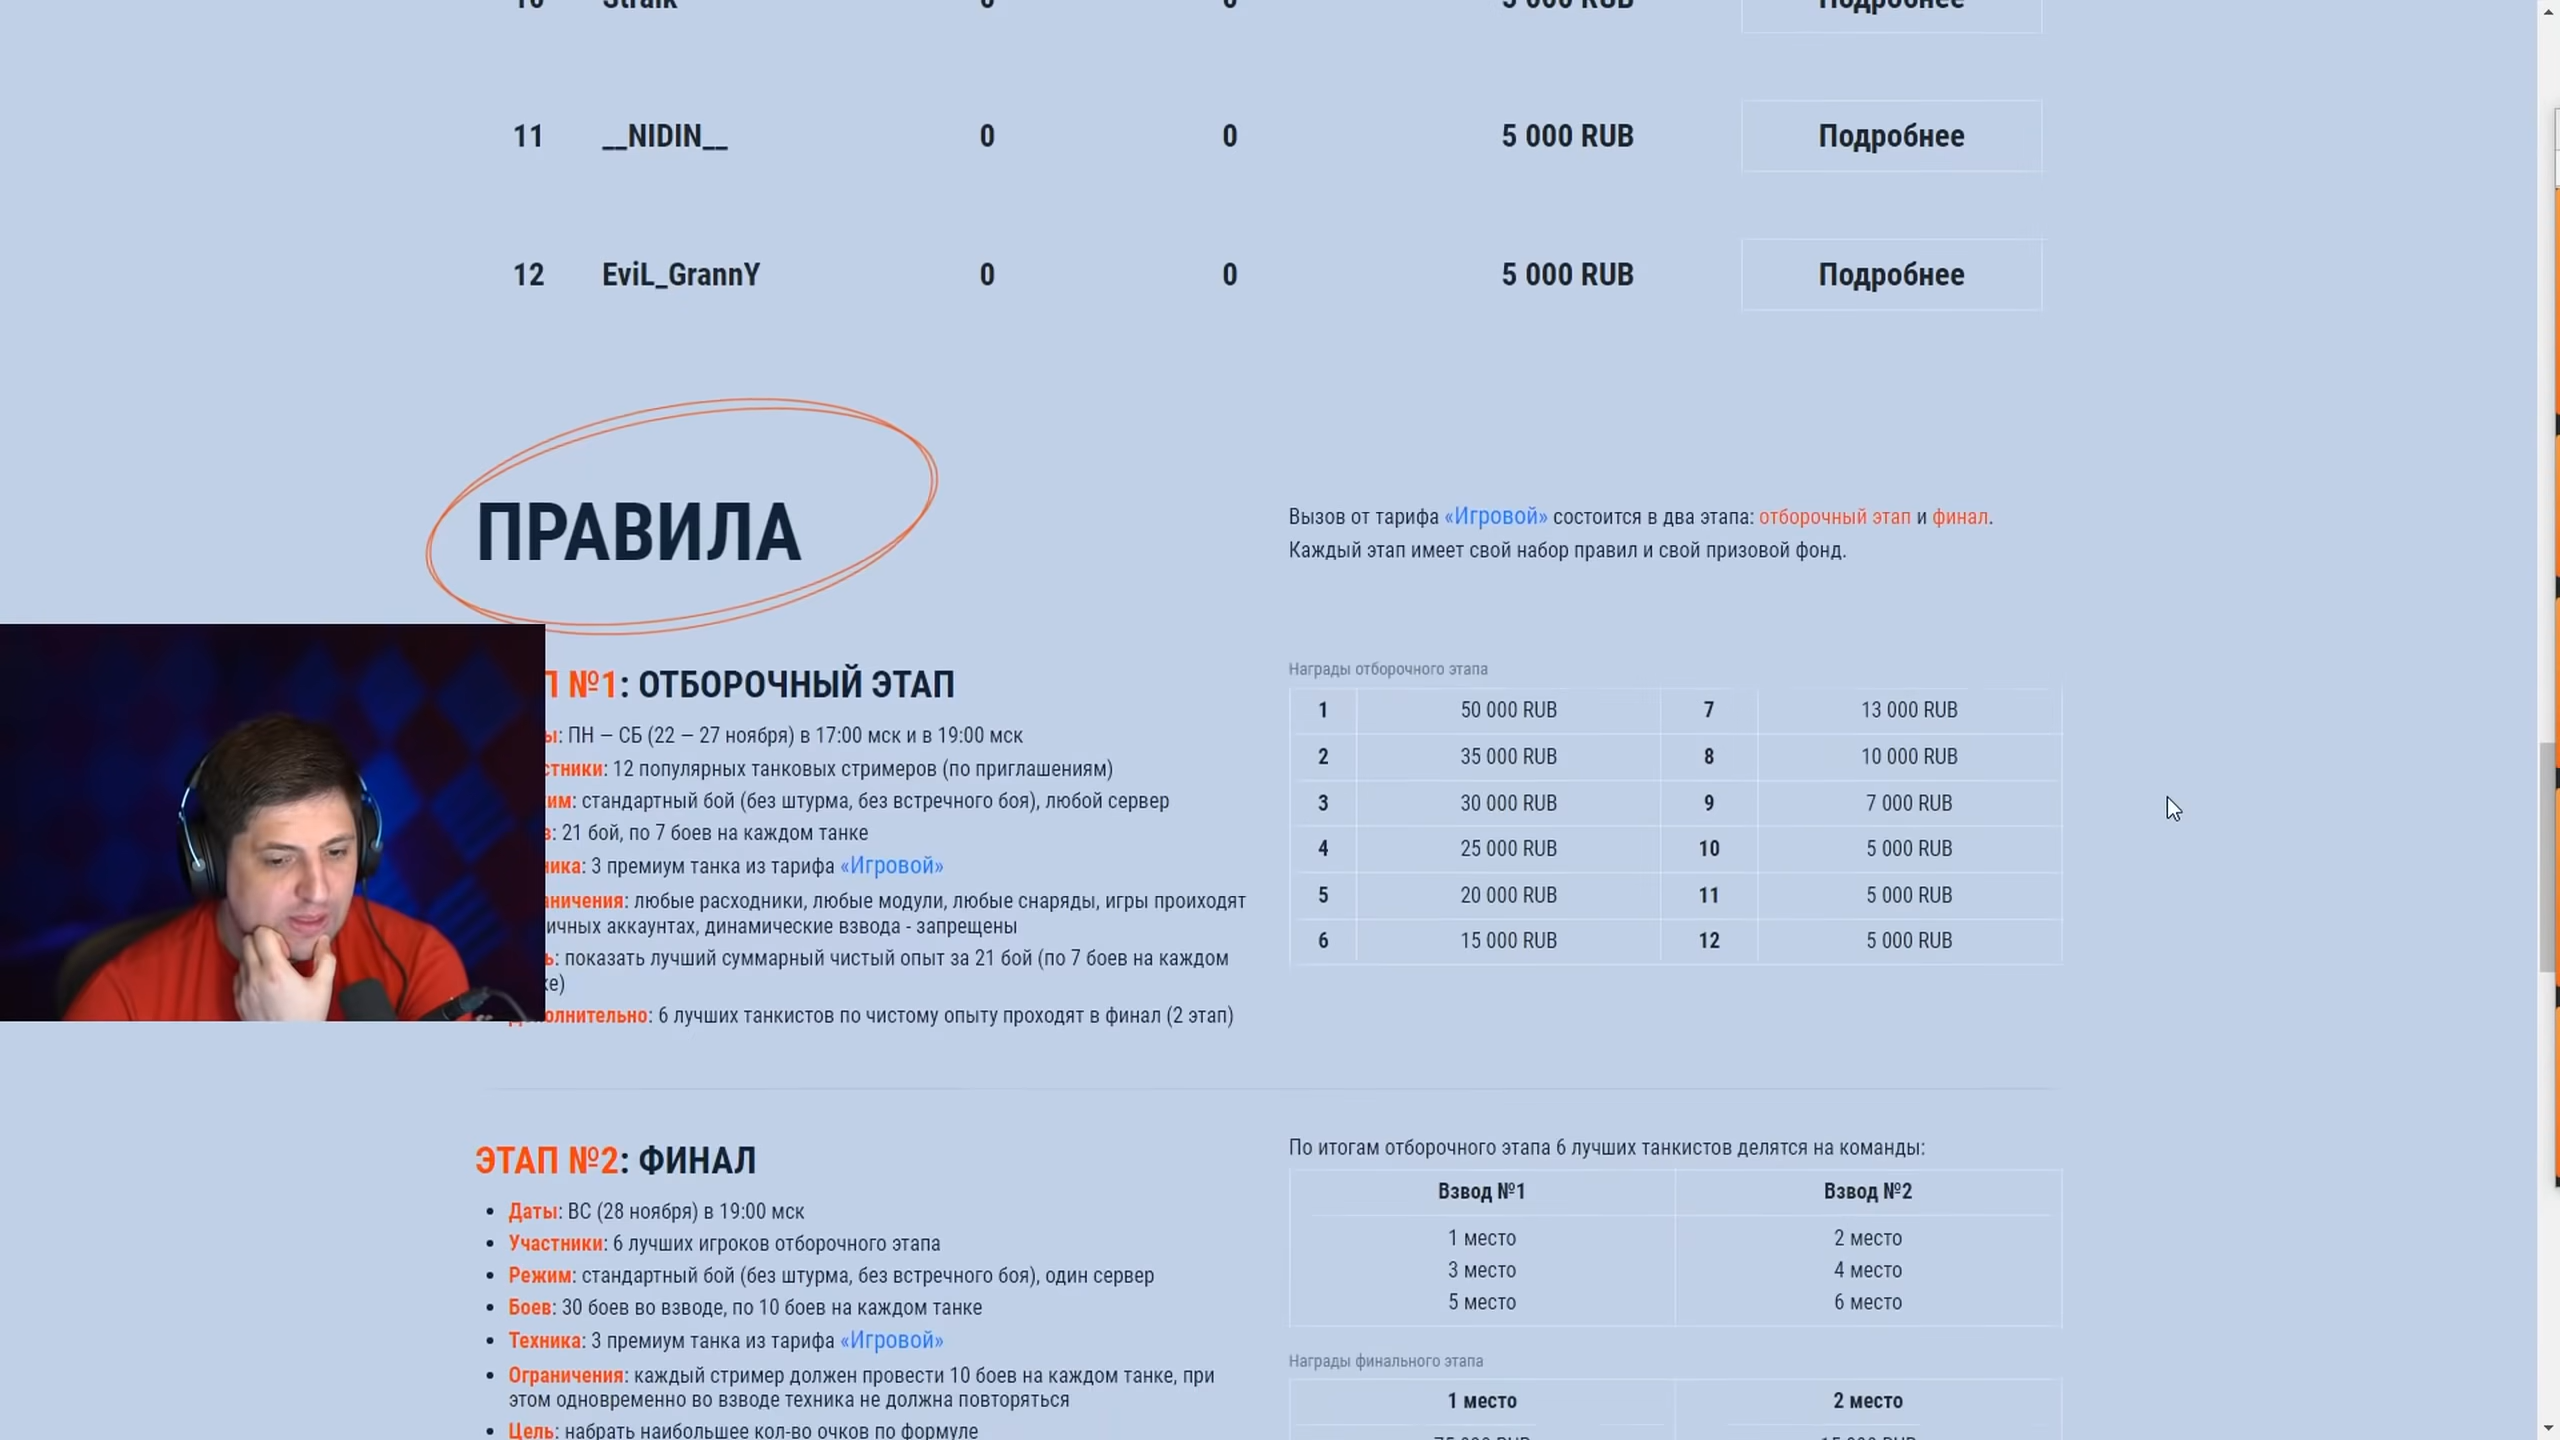 11 __NIDIN__ 0 0 5 000 RUB Подробнее
12 EviL_GrannY 0 0 5 000 RUB Подробнее
ПРАВИЛА
Вызов от тарифа «Игровой» состоится в два этапа: отборочный этап и финал.
Каждый этап имеет свой набор правил и свой призовой фонд.
№1: ОТБОРОЧНЫЙ ЭТАП
: ПН — СБ (22 — 27 ноября) в 17:00 мск и в 19:00 мск
: 12 популярных танковых стримеров (по приглашениям)
: стандартный бой (без штурма, без встречного боя), любой сервер
: 21 бой, по 7 боев на каждом танке
: 3 премиум танка из тарифа «Игровой»
: любые расходники, любые модули, любые снаряды, игры проиходят
аккаунтах, динамические взвода - запрещены
: показать лучший суммарный чистый опыт за 21 бой (по 7 боев на каждом
: 6 лучших танкистов по чистому опыту проходят в финал (2 этап)
Награды отборочного этапа
1 50 000 RUB 7 13 000 RUB
2 35 000 RUB 8 10 000 RUB
3 30 000 RUB 9 7 000 RUB
4 25 000 RUB 10 5 000 RUB
5 20 000 RUB 11 5 000 RUB
6 15 000 RUB 12 5 000 RUB
ЭТАП №2: ФИНАЛ
• Даты: ВС (28 ноября) в 19:00 мск
• Участники: 6 лучших игроков отборочного этапа
• Режим: стандартный бой (без штурма, без встречного боя), один сервер
• Боев: 30 боев во взводе, по 10 боев на каждом танке
• Техника: 3 премиум танка из тарифа «Игровой»
• Ограничения: каждый стример должен провести 10 боев на каждом танке, при
этом одновременно во взводе техника не должна повторяться
• Цель: набрать наибольшее кол-во очков по формуле
По итогам отборочного этапа 6 лучших танкистов делятся на команды:
Взвод №1 Взвод №2
1 место 2 место
3 место 4 место
5 место 6 место
Награды финального этапа
1 место 2 место